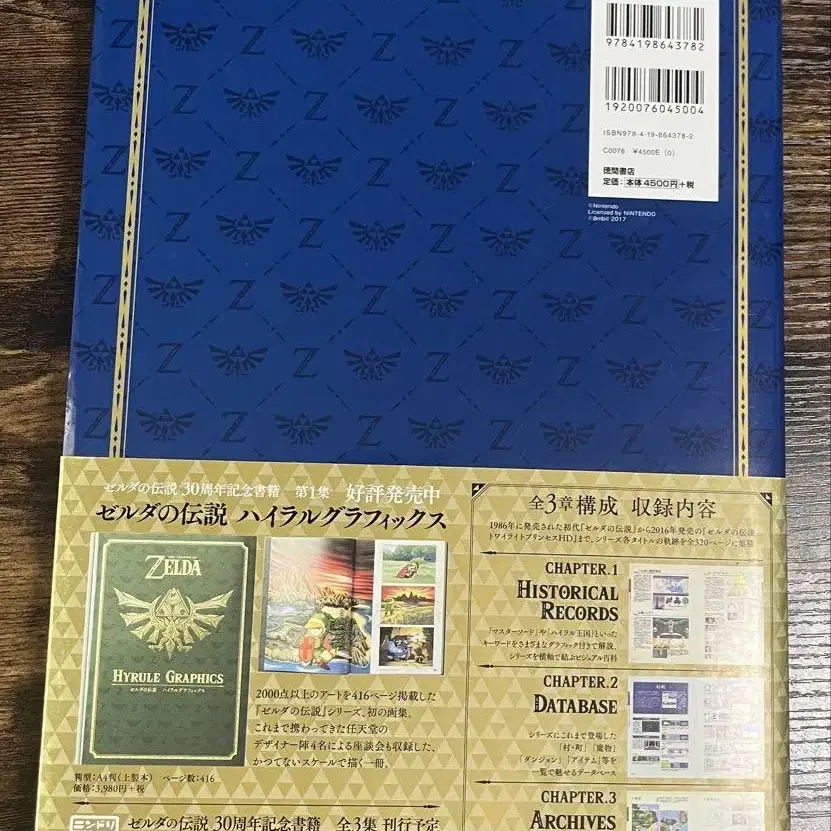 9784198643782
1920076045004
ISBN978-4-19-864378-2
C0076 ¥4500E (0)
徳間書店
定価：本体4500円+税
©Nintendo
Licensed by NINTENDO
©Ambit 2017
ゼルダの伝説 30周年記念書籍 第1集 好評発売中
ゼルダの伝説 ハイラルグラフィックス
THE LEGEND OF
ZELDA
HYRULE GRAPHICS
ゼルダの伝説 ハイラルグラフィックス
2000点以上のアートを416ページ掲載した
『ゼルダの伝説』シリーズ、初の画集。
これまで携わってきた任天堂の
デザイナー陣4名による座談会も収録した、
かつてないスケールで描く一冊。
判型：A4判（上製本） ページ数：416
価格：3,980円+税
ニンドリ
ゼルダの伝説 30周年記念書籍 全3集 刊行予定
全3章構成 収録内容
1986年に発売された初代『ゼルダの伝説』から2016年発売の『ゼルダの伝説
トワイライトプリンセスHD』まで、シリーズ各タイトルの軌跡を全320ページに集積
CHAPTER.1
HISTORICAL
RECORDS
「マスターソード」や「ハイラル王国」といった
キーワードをさまざまなグラフィック付きで解説。
シリーズを横軸で結ぶビジュアル百科
CHAPTER.2
DATABASE
シリーズにこれまで登場した
「村・町」「魔物」
「ダンジョン」「アイテム」等を
一覧で魅せるデータベース
CHAPTER.3
ARCHIVES